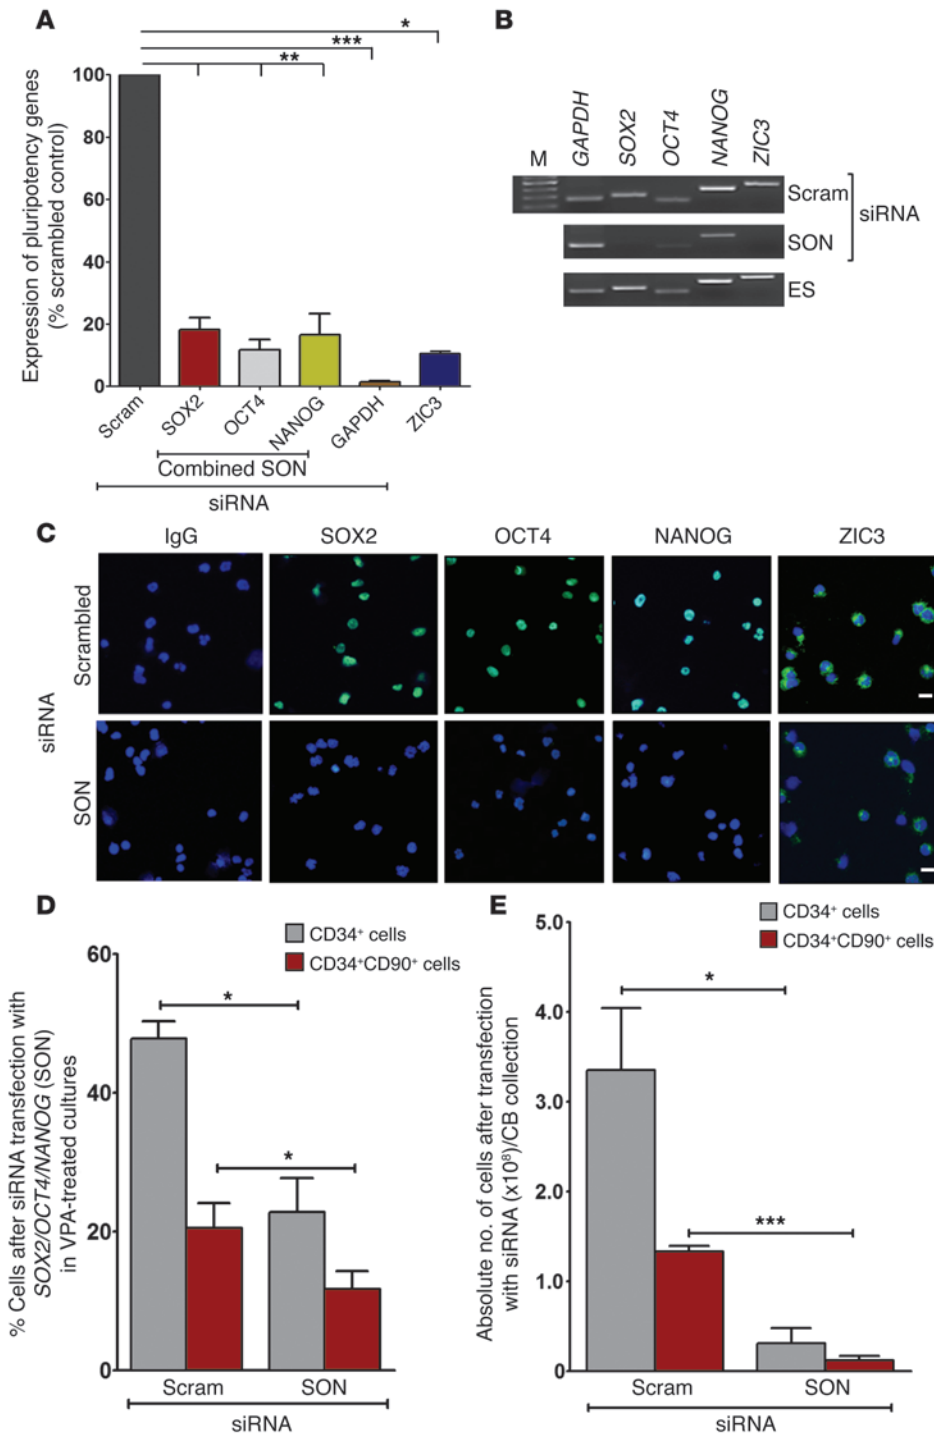 A
Expression of pluripotency genes
(% scrambled control)
100
80
60
40
20
0
*
***
**
Scram
SOX2
OCT4
NANOG
GAPDH
ZIC3
Combined SON
siRNA
B
M
GAPDH
SOX2
OCT4
NANOG
ZIC3
Scram
SON
ES
siRNA
C
IgG
SOX2
OCT4
NANOG
ZIC3
Scrambled
SON
siRNA
D
% Cells after siRNA transfection with
SOX2/OCT4/NANOG (SON)
in VPA-treated cultures
CD34⁺ cells
CD34⁺CD90⁺ cells
60
40
20
0
*
*
Scram
SON
siRNA
E
Absolute no. of cells after transfection
with siRNA (x10⁸)/CB collection
CD34⁺ cells
CD34⁺CD90⁺ cells
5.0
4.0
3.0
2.0
1.0
0
*
***
Scram
SON
siRNA